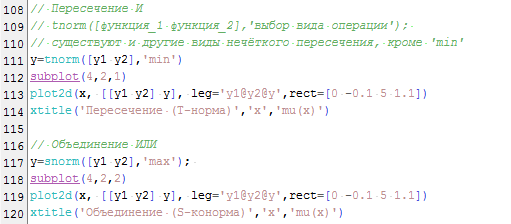 108 // Пересечение И
109 // tnorm([функция_1 функция_2],'выбор вида операции');
110 // существуют и другие виды нечёткого пересечения, кроме 'min'
111 y=tnorm([y1 y2],'min')
112 subplot(4,2,1)
113 plot2d(x, [[y1 y2] y], leg='y1@y2@y',rect=[0 -0.1 5 1.1])
114 xtitle('Пересечение (Т-норма)','x','mu(x)')
115
116 // Объединение ИЛИ
117 y=snorm([y1 y2],'max');
118 subplot(4,2,2)
119 plot2d(x, [[y1 y2] y], leg='y1@y2@y',rect=[0 -0.1 5 1.1])
120 xtitle('Объединение (S-конорма)','x','mu(x)')